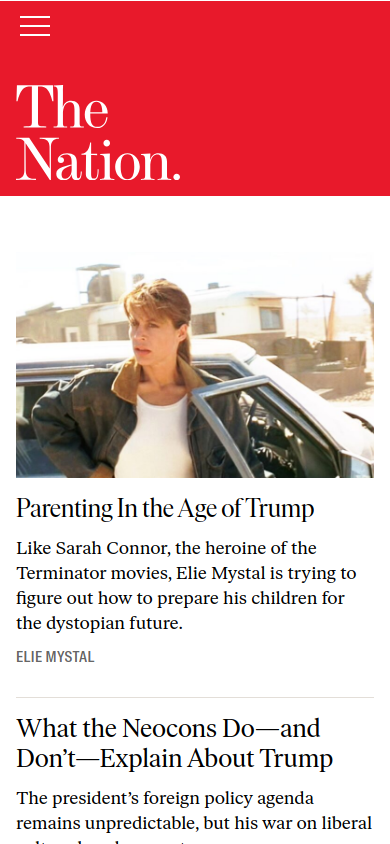 The
Nation.
Parenting In the Age of Trump
Like Sarah Connor, the heroine of the
Terminator movies, Elie Mystal is trying to
figure out how to prepare his children for
the dystopian future.
ELIE MYSTAL
What the Neocons Do—and
Don’t—Explain About Trump
The president’s foreign policy agenda
remains unpredictable, but his war on liberal